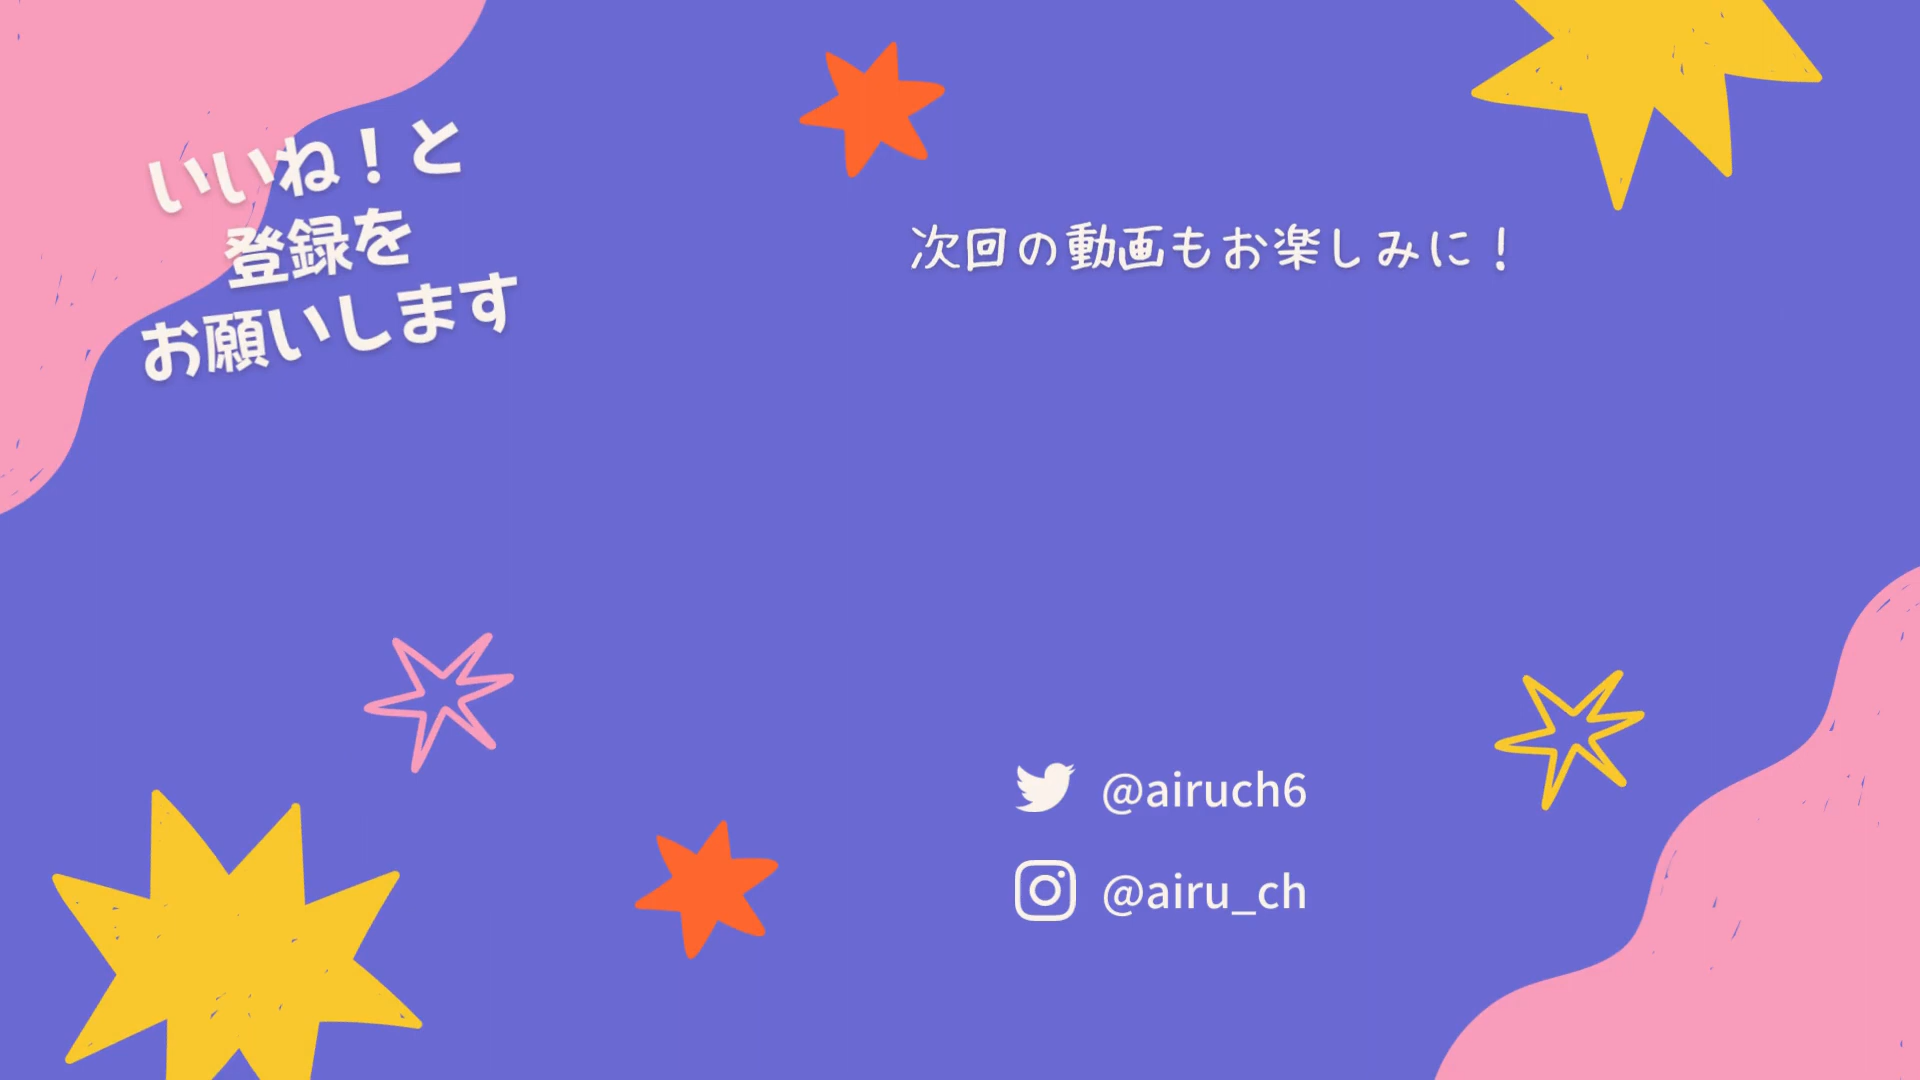 いいね！と
登録を
お願いします
次回の動画もお楽しみに！
@airuch6
@airu_ch